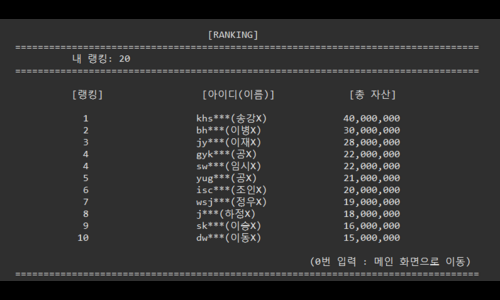 [RANKING]
================================================================================
내 랭킹: 20
================================================================================
[랭킹] [아이디(이름)] [총 자산]
1 khs***(송강X) 40,000,000
2 bh***(이병X) 30,000,000
3 jy***(이재X) 28,000,000
4 gyk***(공X) 22,000,000
4 sw***(임시X) 22,000,000
5 yug***(공X) 21,000,000
6 isc***(조인X) 20,000,000
7 wsj***(정우X) 19,000,000
8 j***(하정X) 18,000,000
9 sk***(이승X) 16,000,000
10 dw***(이동X) 15,000,000
(0번 입력 : 메인 화면으로 이동)
================================================================================